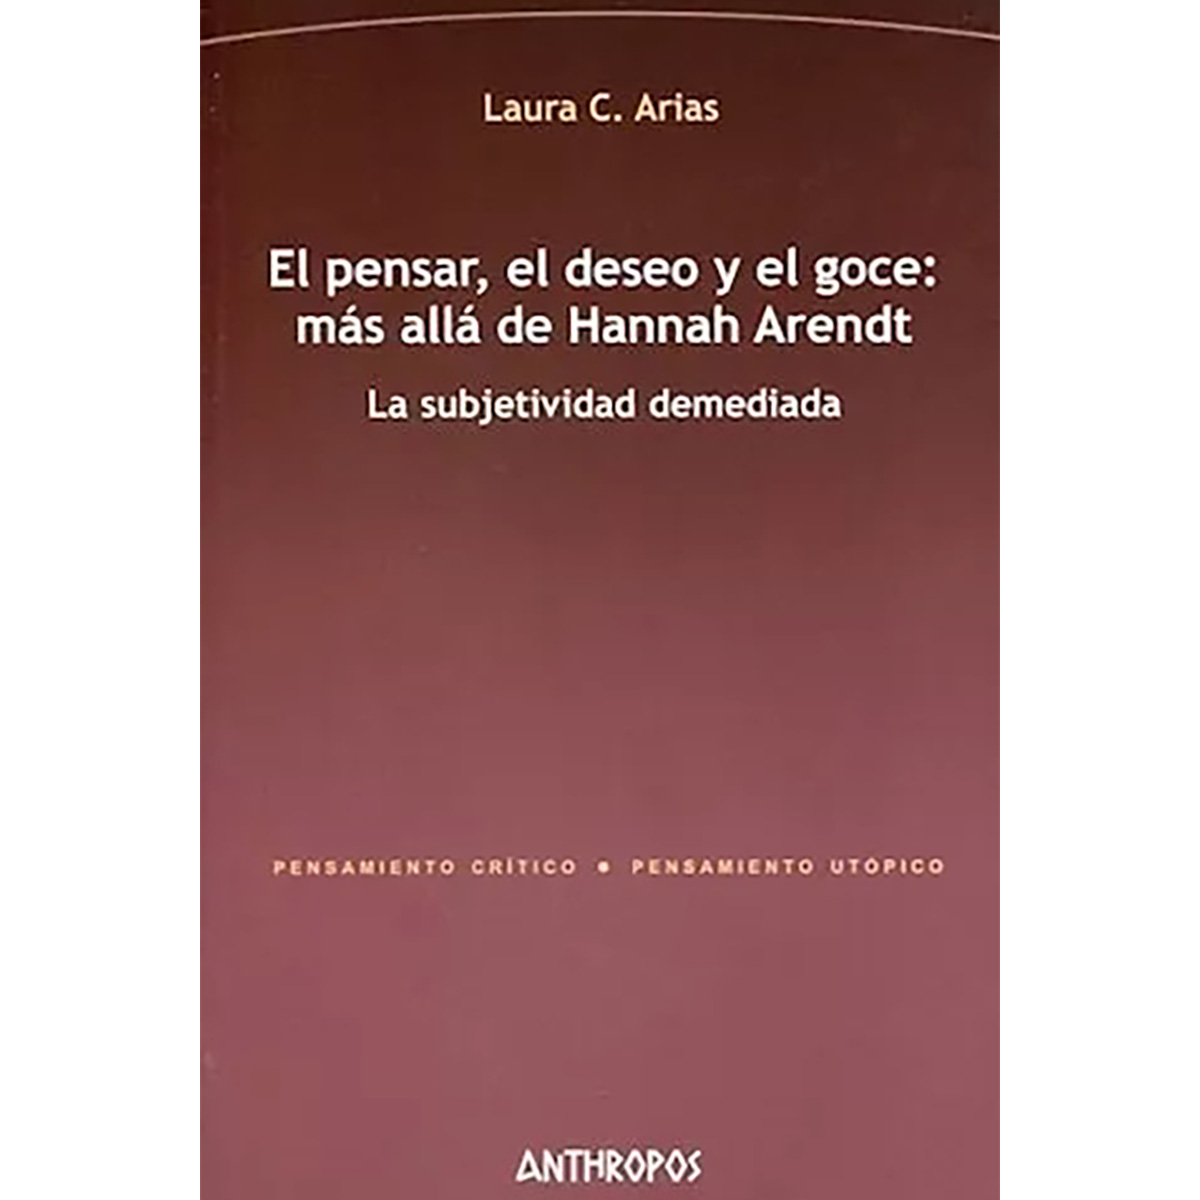 Laura C. Arias
El pensar, el deseo y el goce:
más allá de Hannah Arendt
La subjetividad demediada
PENSAMIENTO CRÍTICO • PENSAMIENTO UTÓPICO
ANTHROPOS